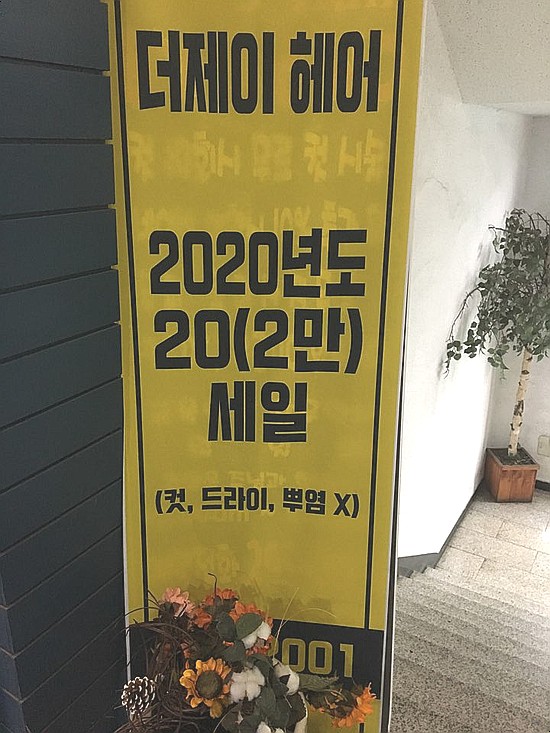 더제이 헤어
2020년도
20(2만)
세일
(컷, 드라이, 뿌염 X)
2001